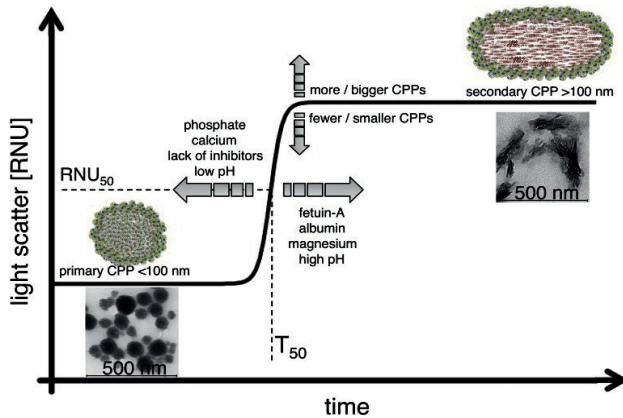 more / bigger CPPs
secondary CPP >100 nm
fewer / smaller CPPs
phosphate
calcium
lack of inhibitors
low pH
RNU50
500 nm
fetuin-A
albumin
magnesium
high pH
primary CPP <100 nm
light scatter [RNU]
T50
500 nm
time